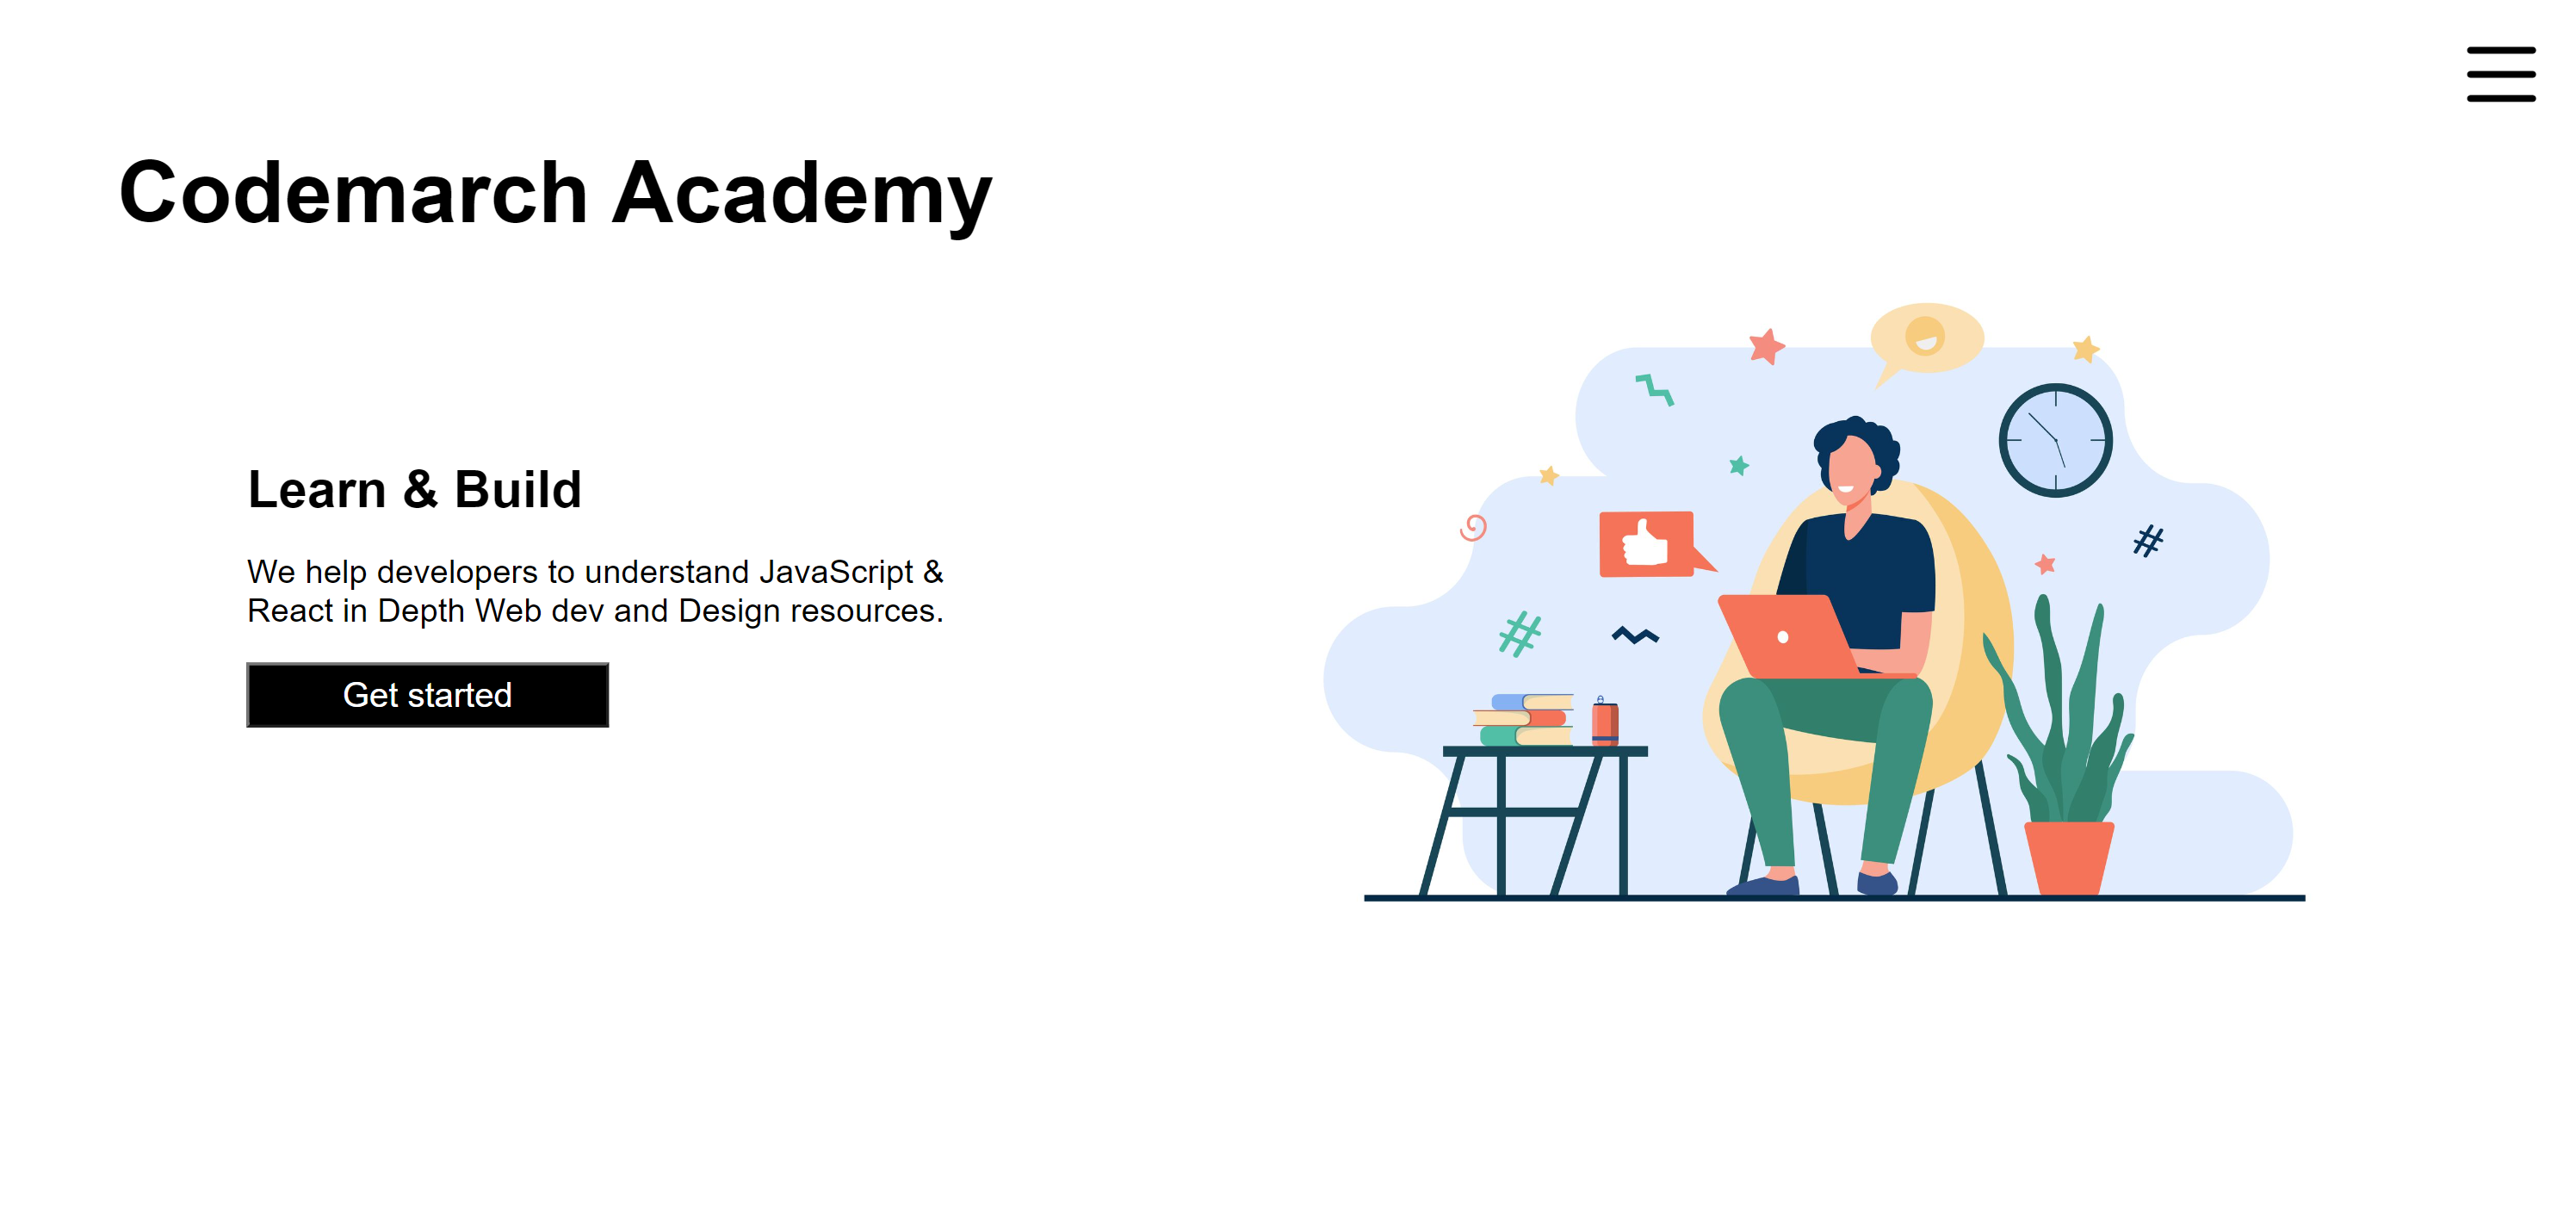 Codemarch Academy
Learn & Build
We help developers to understand JavaScript &
React in Depth Web dev and Design resources.
Get started